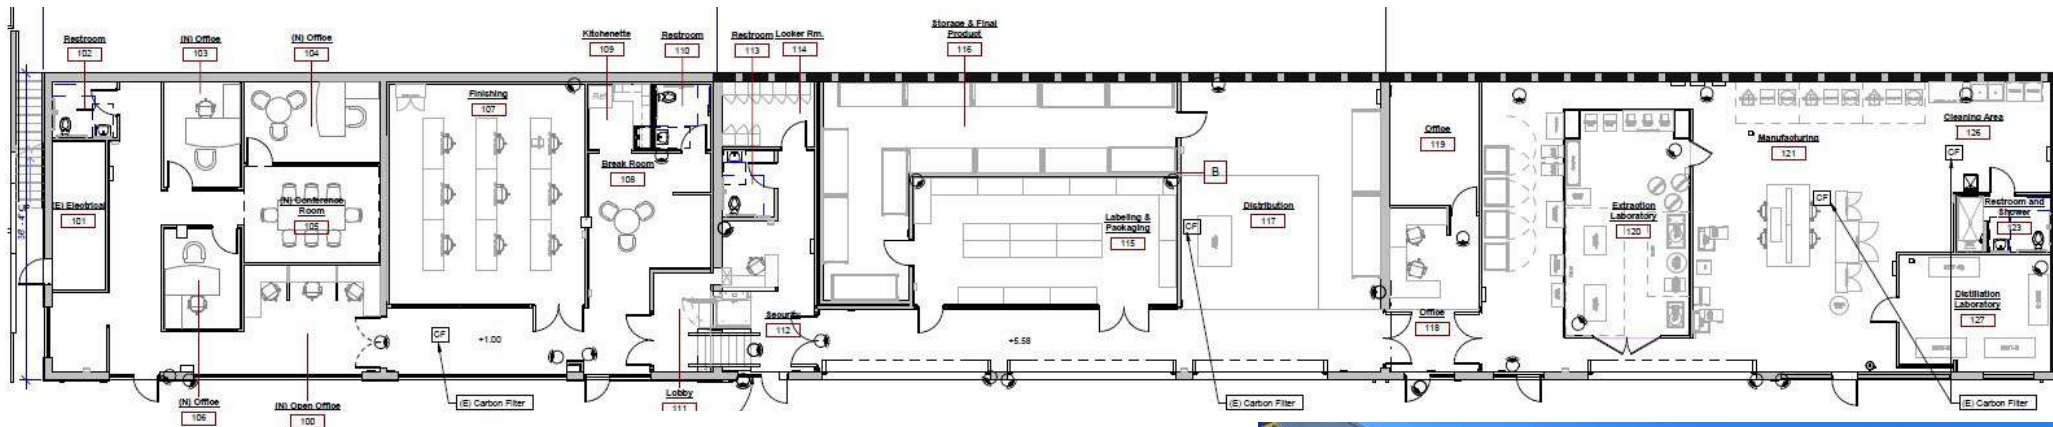 Restroom
102
(N) Office
103
(N) Office
104
Kitchenette
109
Restroom
110
Restroom
113
Locker Rm.
114
Storage & Final
Product
116
Finishing
107
Break Room
108
(E) Electrical
101
(N) Conference
Room
105
UP
Ref
Labeling &
Packaging
115
B
CF
Distribution
117
Office
119
Extraction
Laboratory
120
Manufacturing
121
Cleaning Area
126
CF
CF
Restroom and
Shower
123
Distillation
Laboratory
127
Office
118
Security
112
CF
+1.00
+5.58
(N) Office
106
(N) Open Office
100
(E) Carbon Filter
Lobby
111
(E) Carbon Filter
(E) Carbon Filter